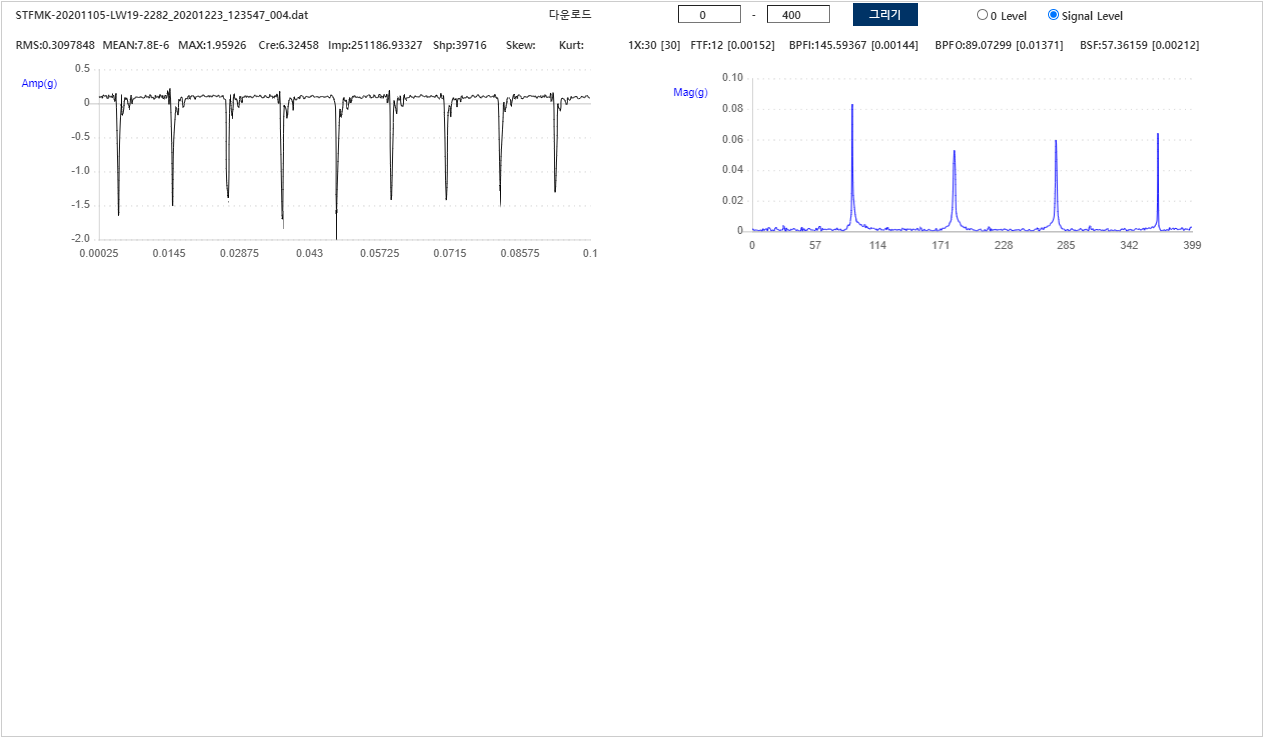 STFMK-20201105-LW19-2282_20201223_123547_004.dat 다운로드 0 - 400 그리기 0 Level Signal Level
RMS:0.3097848 MEAN:7.8E-6 MAX:1.95926 Cre:6.32458 Imp:251186.93327 Shp:39716 Skew: Kurt: 1X:30 [30] FTF:12 [0.00152] BPFI:145.59367 [0.00144] BPFO:89.07299 [0.01371] BSF:57.36159 [0.00212]
Amp(g)
0.5
0
-0.5
-1.0
-1.5
-2.0
0.00025 0.0145 0.02875 0.043 0.05725 0.0715 0.08575 0.1
Mag(g)
0.10
0.08
0.06
0.04
0.02
0
0 57 114 171 228 285 342 399